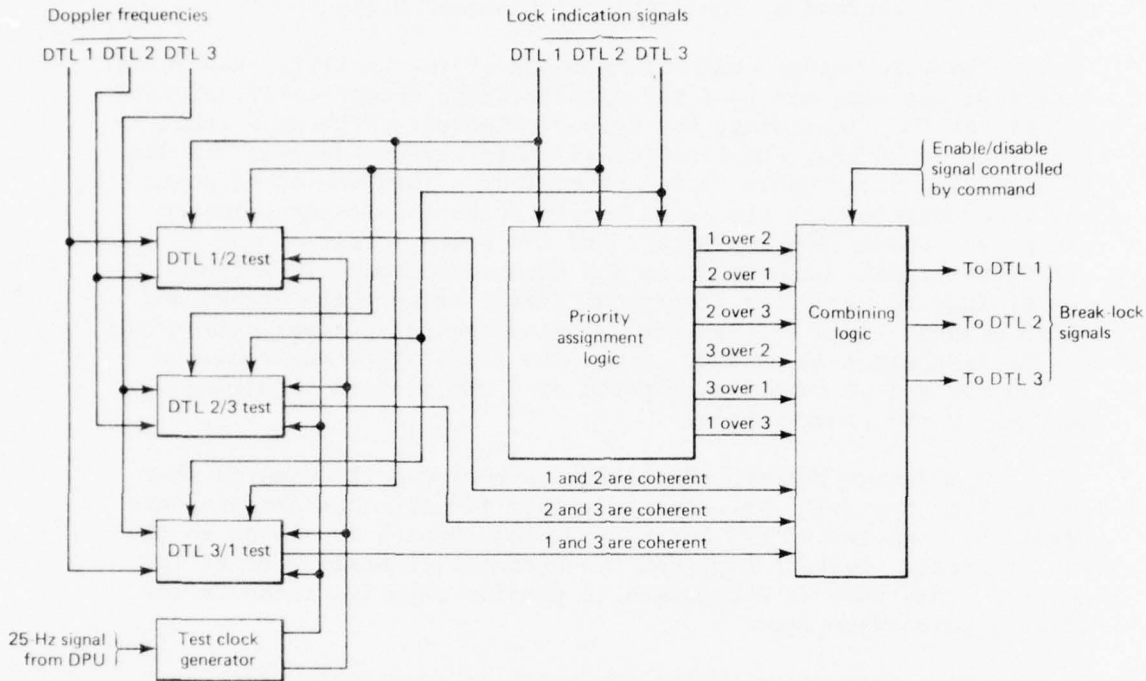 Doppler frequencies
DTL 1 DTL 2 DTL 3
Lock indication signals
DTL 1 DTL 2 DTL 3
Enable/disable
signal controlled
by command
DTL 1/2 test
DTL 2/3 test
DTL 3/1 test
25-Hz signal
from DPU
Test clock
generator
Priority
assignment
logic
1 over 2
2 over 1
2 over 3
3 over 2
3 over 1
1 over 3
1 and 2 are coherent
2 and 3 are coherent
1 and 3 are coherent
Combining
logic
To DTL 1
To DTL 2
To DTL 3
Break-lock
signals